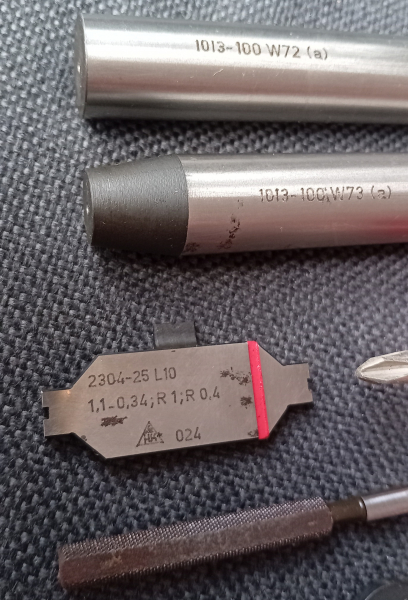 1013-100 W72 (a)
1013-100 W73 (a)
2304-25 L10
1,1-0,34; R 1; R 0,4
024